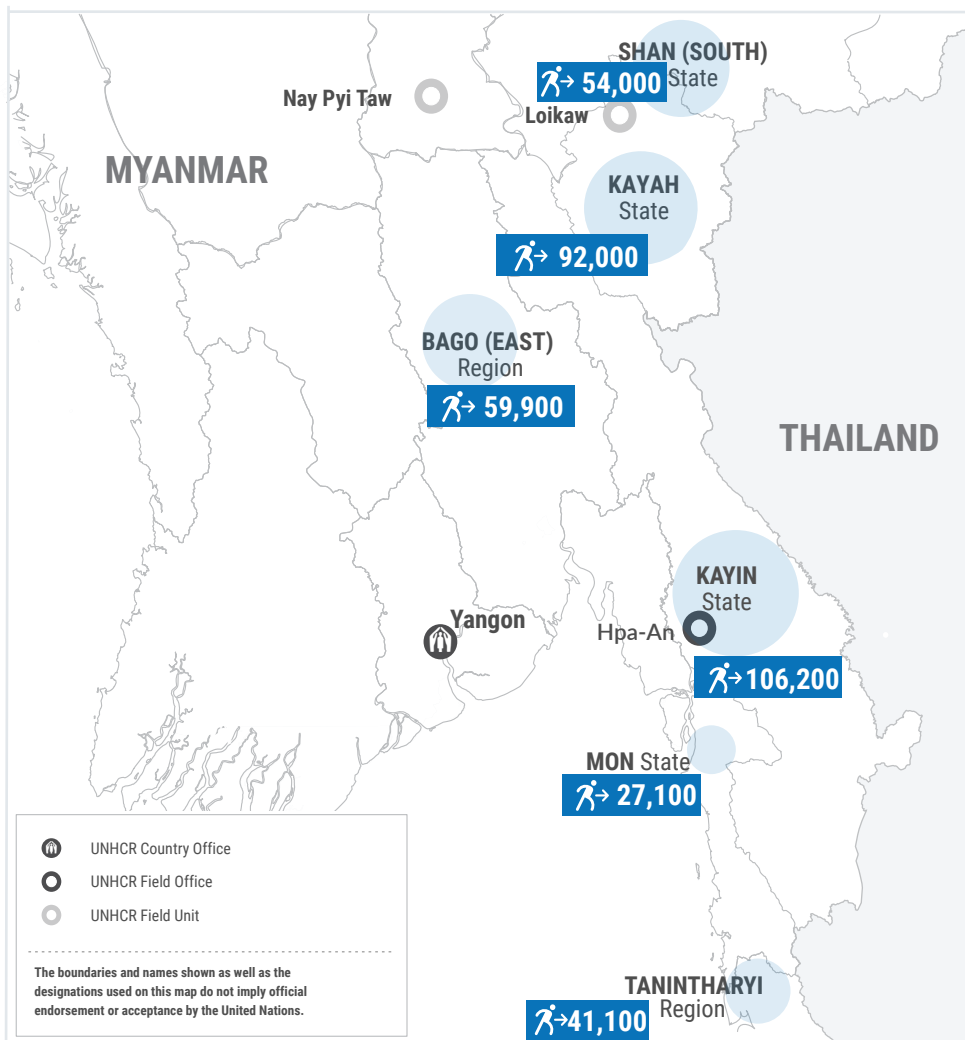 SHAN (SOUTH)
State
54,000
Nay Pyi Taw
Loikaw
MYANMAR
KAYAH
State
92,000
BAGO (EAST)
Region
59,900
THAILAND
KAYIN
State
Yangon
Hpa-An
106,200
MON State
27,100
UNHCR Country Office
UNHCR Field Office
UNHCR Field Unit
The boundaries and names shown as well as the
designations used on this map do not imply official
endorsement or acceptance by the United Nations.
TANINTHARYI
Region
41,100